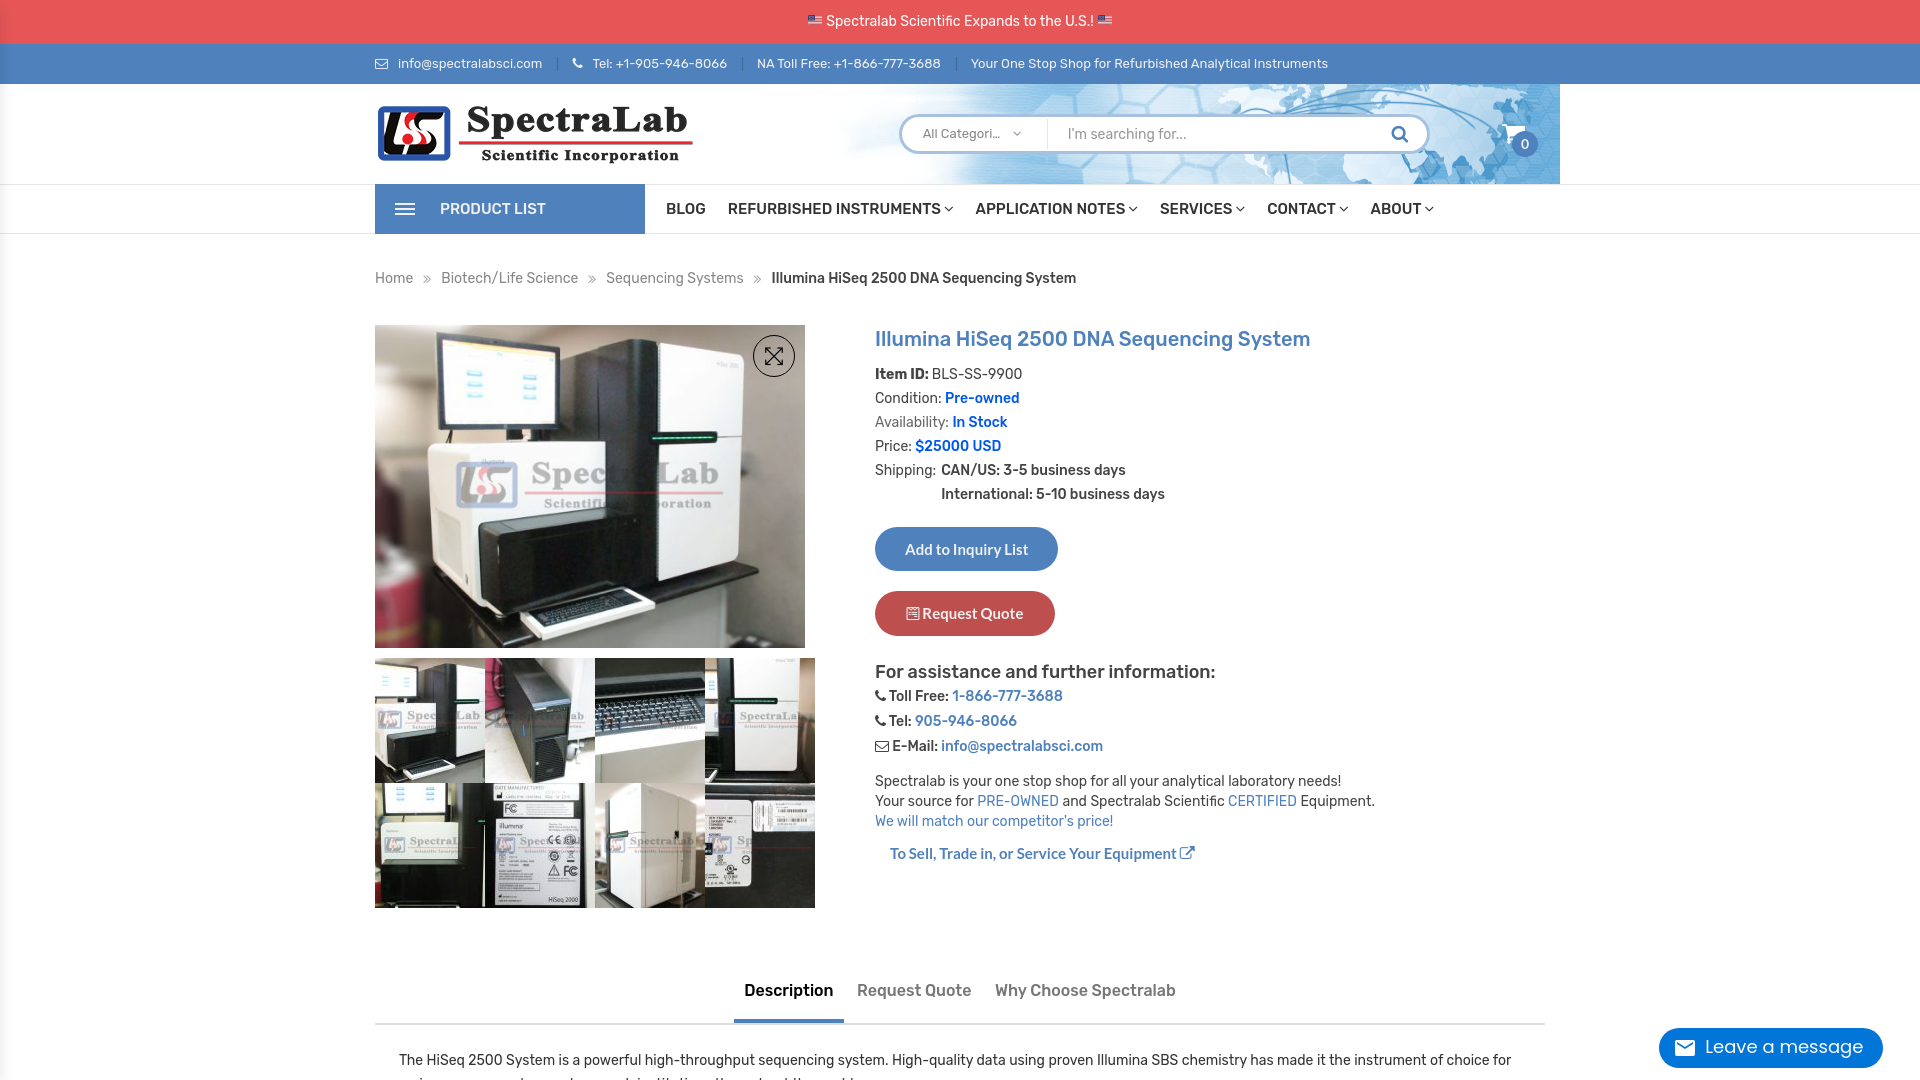 Spectralab Scientific Expands to the U.S.!
info@spectralabsci.com
Tel: +1-905-946-8066
NA Toll Free: +1-866-777-3688
Your One Stop Shop for Refurbished Analytical Instruments
SpectraLab
Scientific Incorporation
All Categori...
I'm searching for...
0
PRODUCT LIST
BLOG
REFURBISHED INSTRUMENTS
APPLICATION NOTES
SERVICES
CONTACT
ABOUT
Home » Biotech/Life Science » Sequencing Systems » Illumina HiSeq 2500 DNA Sequencing System
SpectraLab
Scientific Incorporation
Illumina HiSeq 2500 DNA Sequencing System
Item ID: BLS-SS-9900
Condition: Pre-owned
Availability: In Stock
Price: $25000 USD
Shipping: CAN/US: 3-5 business days
International: 5-10 business days
Add to Inquiry List
Request Quote
For assistance and further information:
Toll Free: 1-866-777-3688
Tel: 905-946-8066
E-Mail: info@spectralabsci.com
Spectralab is your one stop shop for all your analytical laboratory needs!
Your source for PRE-OWNED and Spectralab Scientific CERTIFIED Equipment.
We will match our competitor's price!
To Sell, Trade in, or Service Your Equipment
illumina
HiSeq 2000
Description
Request Quote
Why Choose Spectralab
The HiSeq 2500 System is a powerful high-throughput sequencing system. High-quality data using proven Illumina SBS chemistry has made it the instrument of choice for
Leave a message